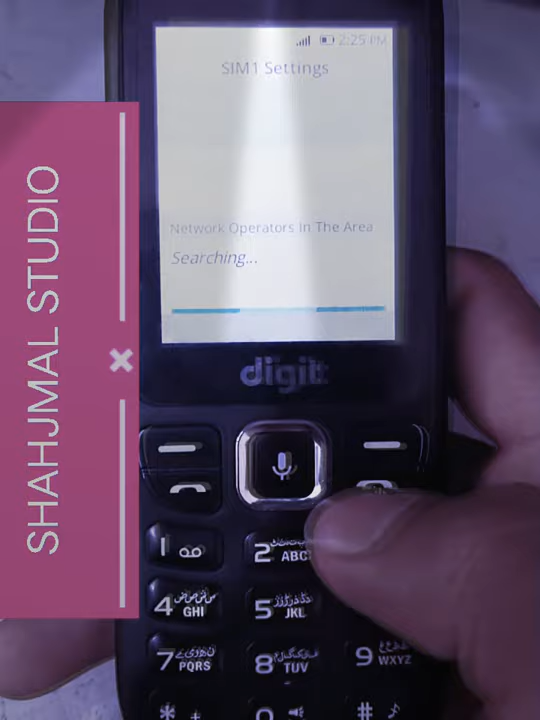 2:25 PM
SIM1 Settings
Network Operators In The Area
Searching...
SHAHJMAL STUDIO
digit
1
2 ABC
4 GHI
5 JKL
7 PQRS
8 TUV
9 WXYZ
*
0
#